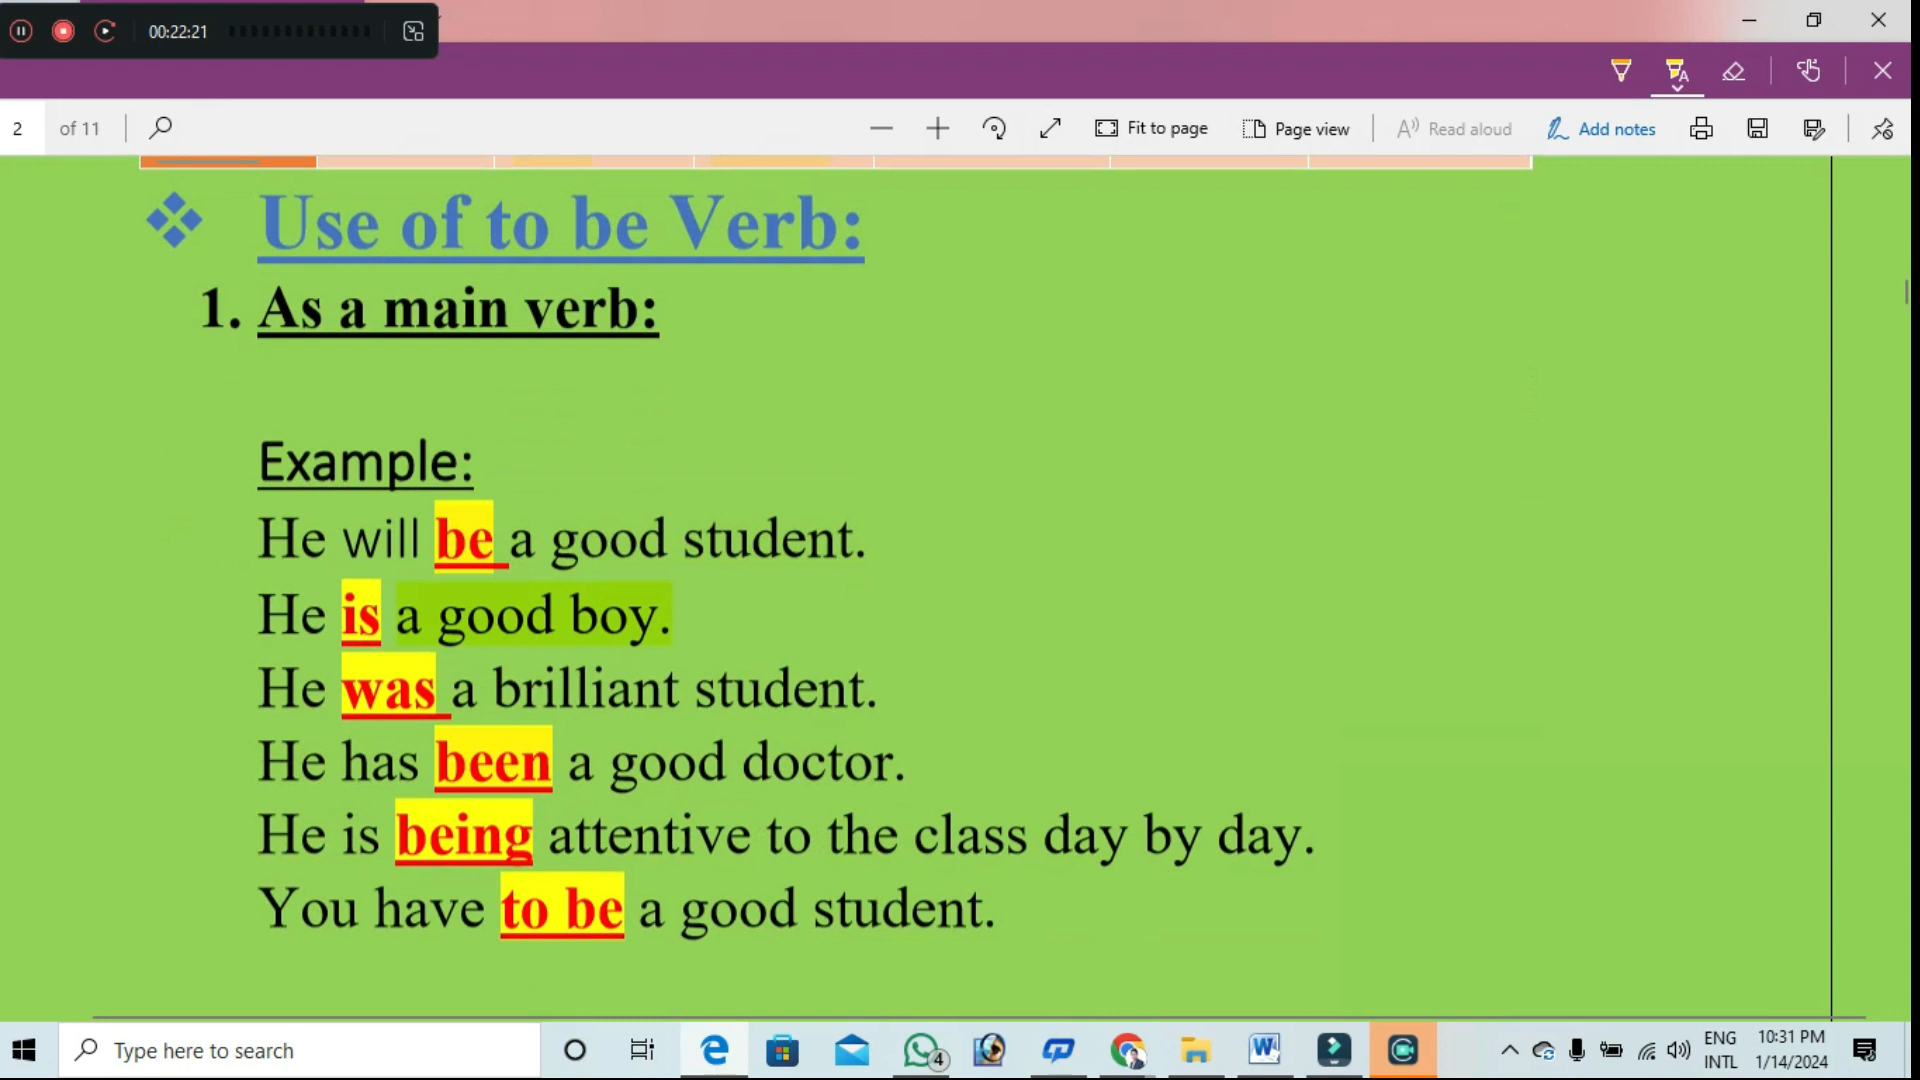 00:22:21
2 of 11
Fit to page
Page view
Read aloud
Add notes
Use of to be Verb:
1. As a main verb:
Example:
He will be a good student.
He is a good boy.
He was a brilliant student.
He has been a good doctor.
He is being attentive to the class day by day.
You have to be a good student.
Type here to search
4
ENG
INTL
10:31 PM
1/14/2024